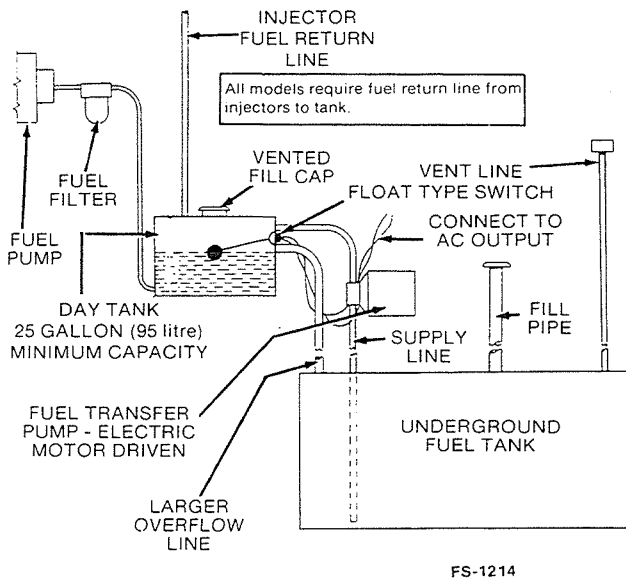 INJECTOR
FUEL RETURN
LINE
All models require fuel return line from
injectors to tank.
VENTED
FILL CAP
VENT LINE
FLOAT TYPE SWITCH
CONNECT TO
AC OUTPUT
FUEL
FILTER
FUEL
PUMP
DAY TANK
25 GALLON (95 litre)
MINIMUM CAPACITY
FILL
PIPE
SUPPLY
LINE
FUEL TRANSFER
PUMP - ELECTRIC
MOTOR DRIVEN
UNDERGROUND
FUEL TANK
LARGER
OVERFLOW
LINE
FS-1214